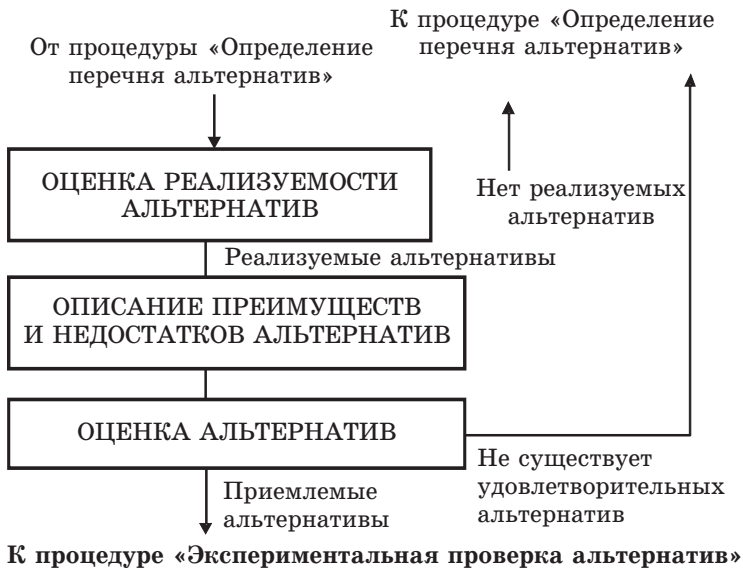 К процедуре «Определение
перечня альтернатив»
От процедуры «Определение
перечня альтернатив»
ОЦЕНКА РЕАЛИЗУЕМОСТИ
АЛЬТЕРНАТИВ
Нет реализуемых
альтернатив
Реализуемые альтернативы
ОПИСАНИЕ ПРЕИМУЩЕСТВ
И НЕДОСТАТКОВ АЛЬТЕРНАТИВ
ОЦЕНКА АЛЬТЕРНАТИВ
Не существует
удовлетворительных
альтернатив
Приемлемые
альтернативы
К процедуре «Экспериментальная проверка альтернатив»